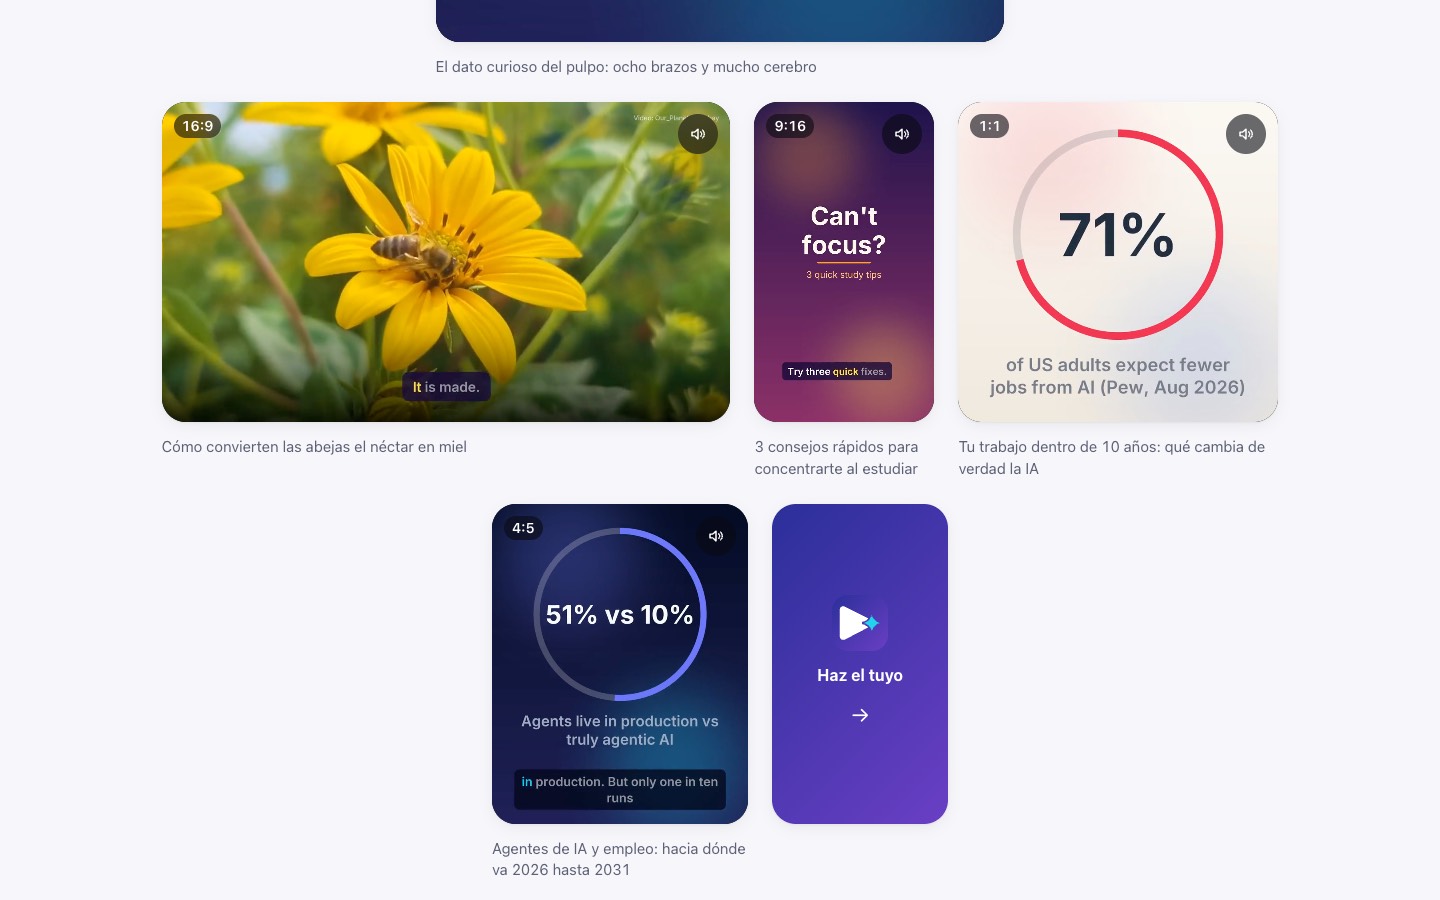 El dato curioso del pulpo: ocho brazos y mucho cerebro
16:9
Video: Our_Plane
It is made.
Cómo convierten las abejas el néctar en miel
9:16
Can't
focus?
3 quick study tips
Try three quick fixes.
3 consejos rápidos para
concentrarte al estudiar
1:1
71%
of US adults expect fewer
jobs from AI (Pew, Aug 2026)
Tu trabajo dentro de 10 años: qué cambia de
verdad la IA
4:5
51% vs 10%
Agents live in production vs
truly agentic AI
in production. But only one in ten
runs
Agentes de IA y empleo: hacia dónde
va 2026 hasta 2031
Haz el tuyo